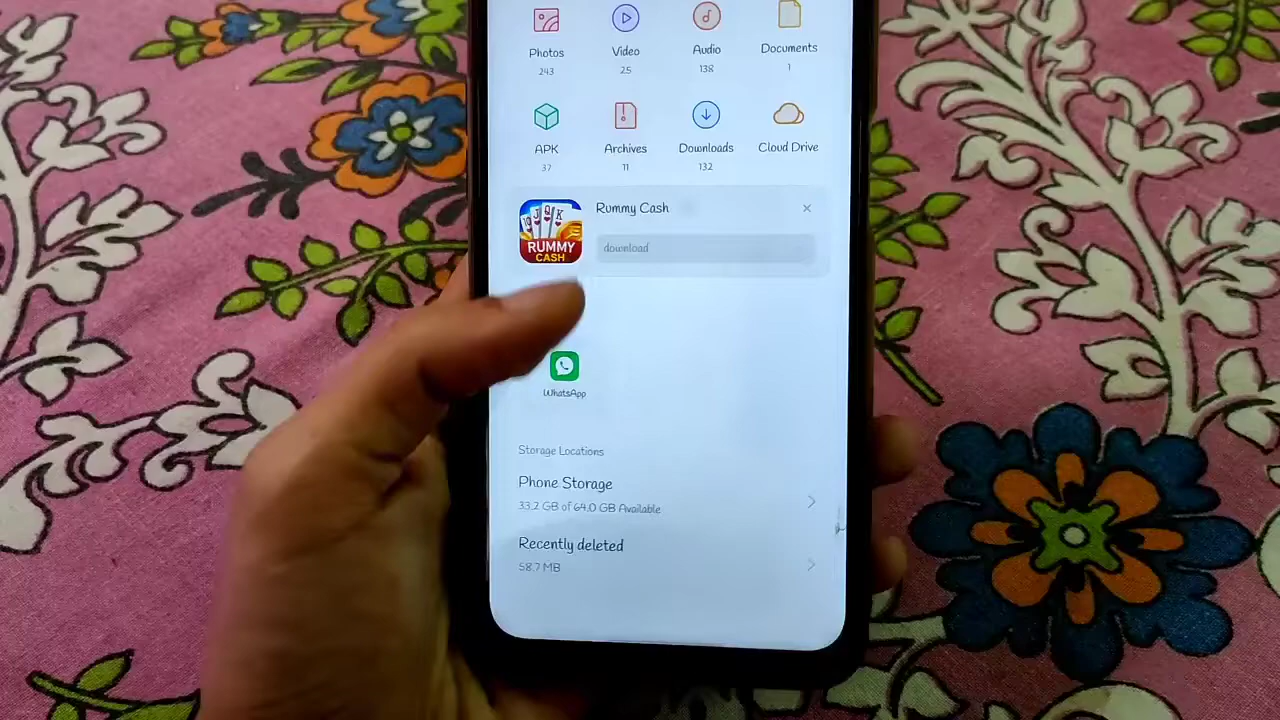 Photos Video Audio Documents
243 25 138 1
APK Archives Downloads Cloud Drive
37 11 132
Rummy Cash
10 J Q K
RUMMY
CASH
download
WhatsApp
Storage Locations
Phone Storage
33.2 GB of 64.0 GB Available
Recently deleted
58.7 MB